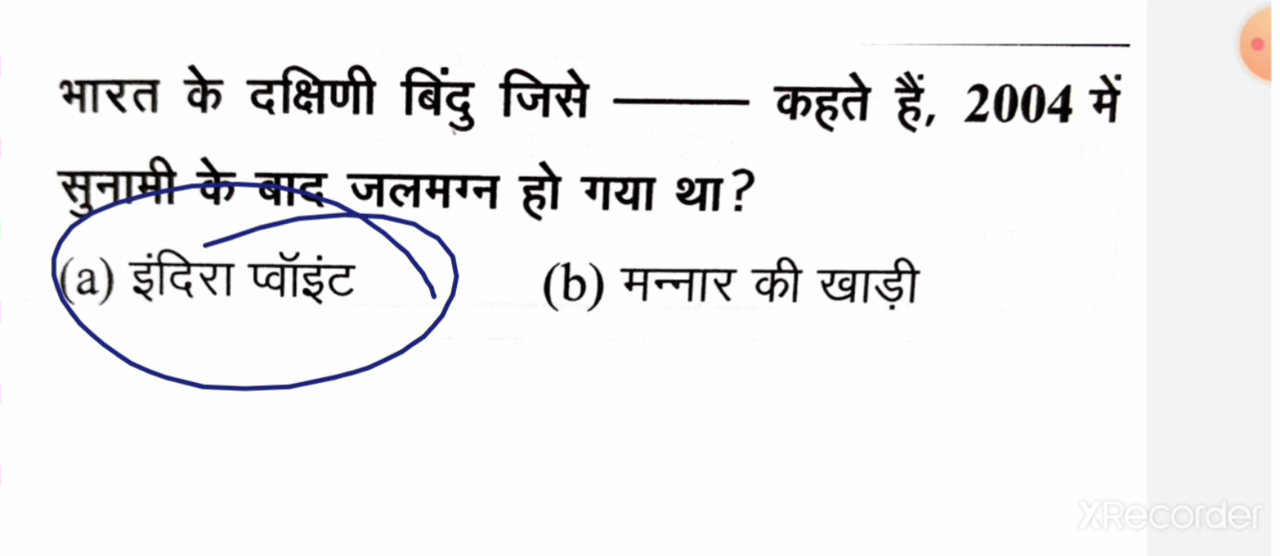 भारत के दक्षिणी बिंदु जिसे ——— कहते हैं, 2004 में
सुनामी के बाद जलमग्न हो गया था?
(a) इंदिरा प्वॉइंट (b) मन्नार की खाड़ी
XRecorder